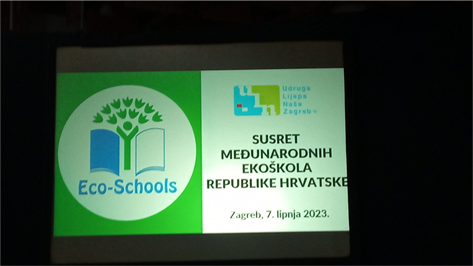 Eco-Schools
Udruga
Lijepa
Naša
Zagreb
SUSRET
MEĐUNARODNIH
EKOŠKOLA
REPUBLIKE HRVATSKE
Zagreb, 7. lipnja 2023.